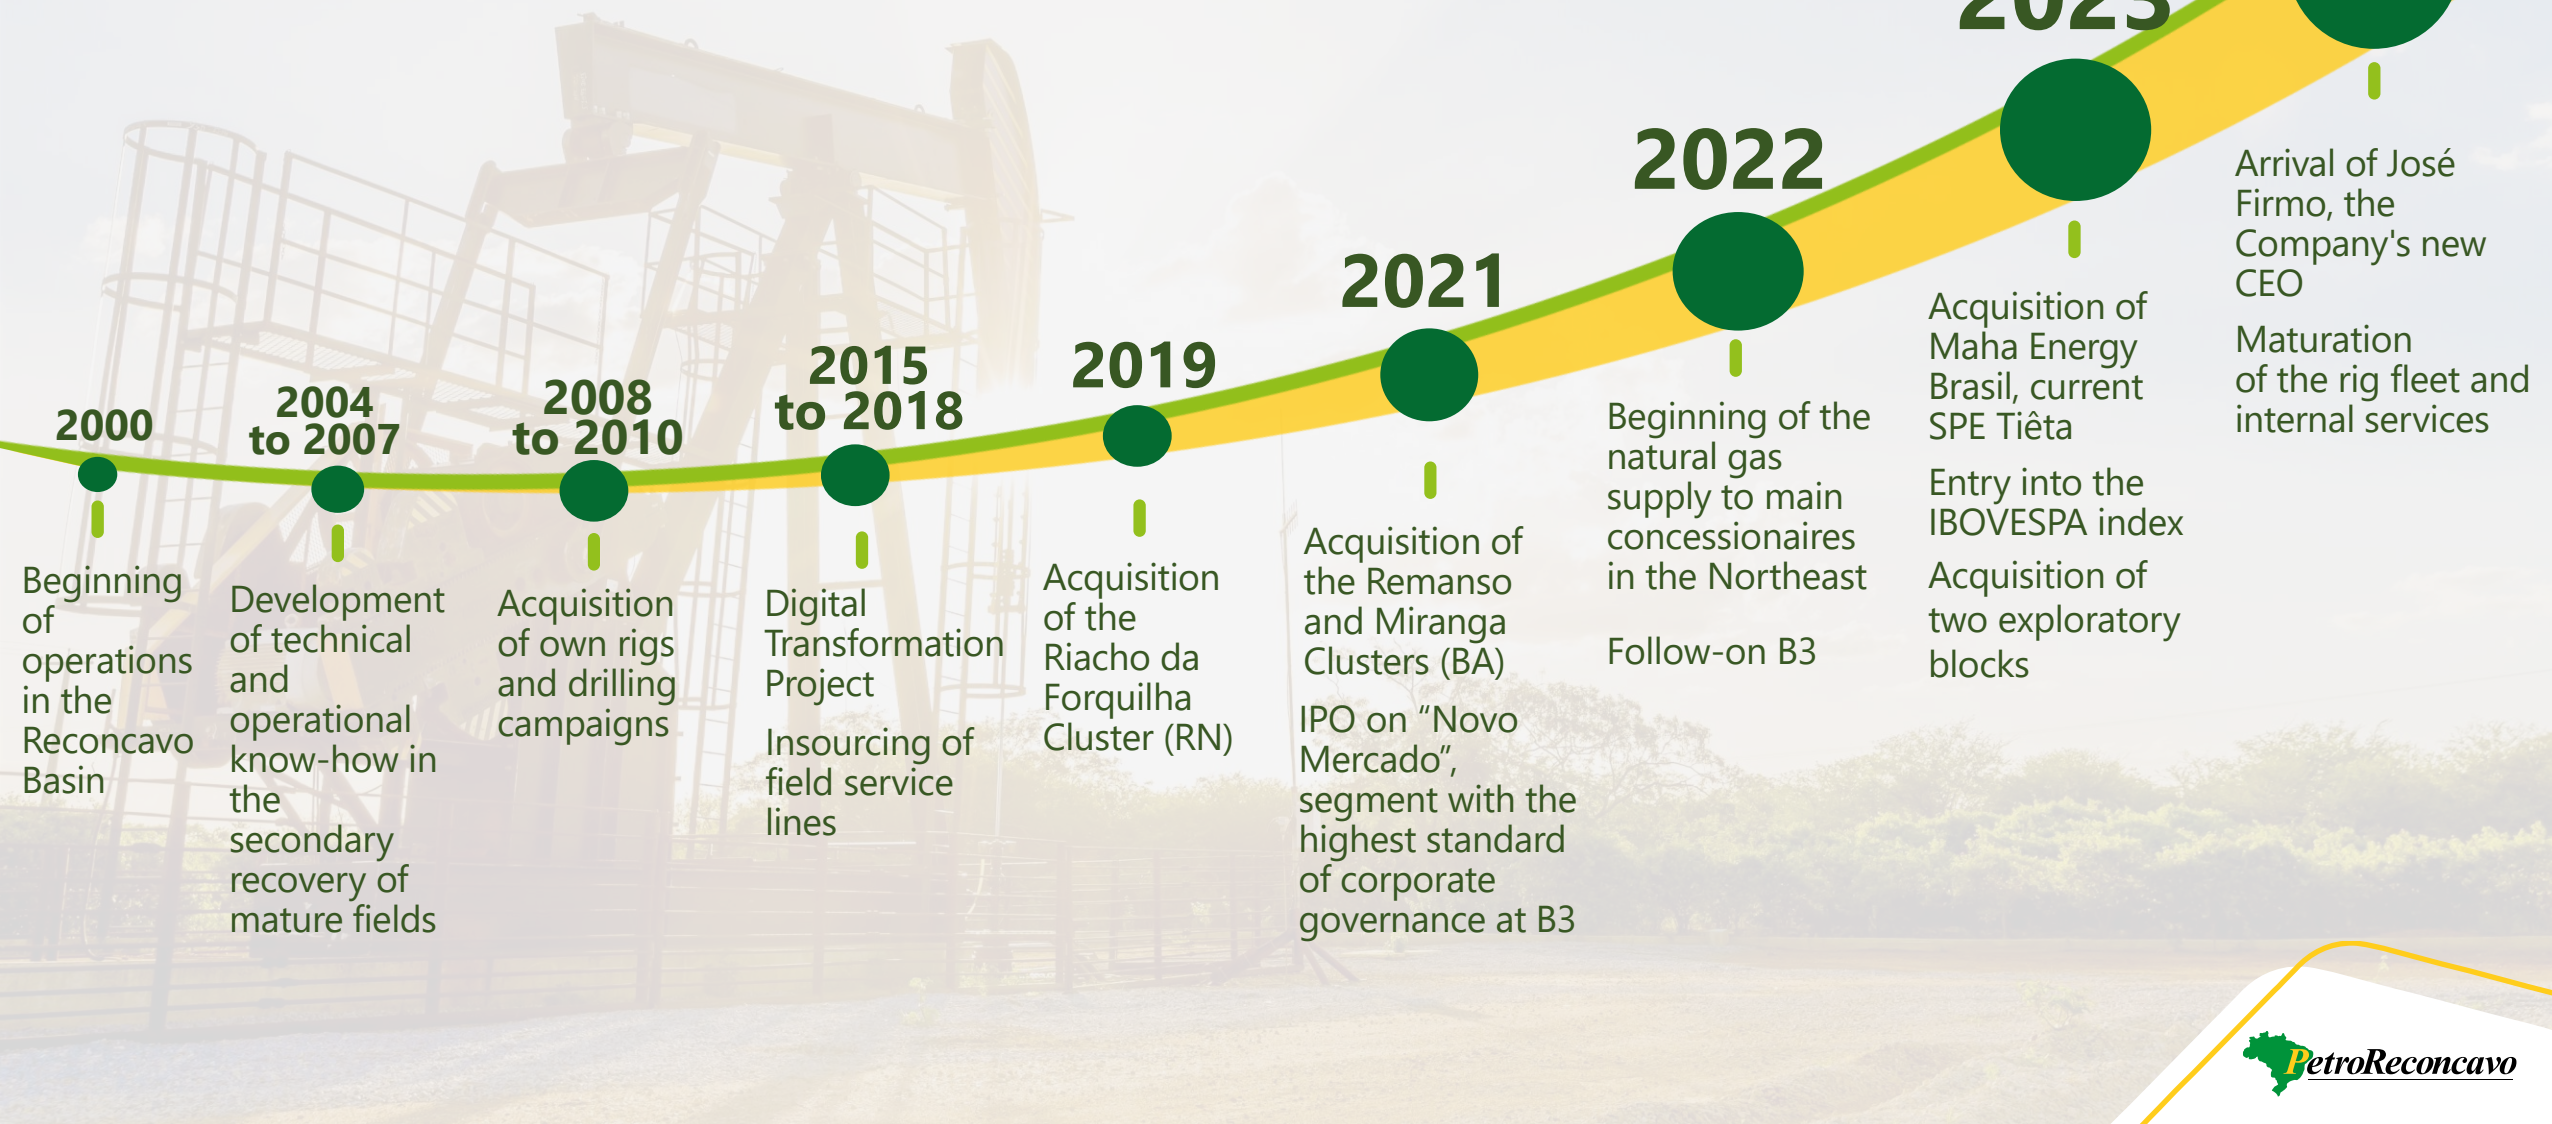 2000
Beginning
of
operations
in the
Reconcavo
Basin
2004
to 2007
Development
of technical
and
operational
know-how in
the
secondary
recovery of
mature fields
2008
to 2010
Acquisition
of own rigs
and drilling
campaigns
2015
to 2018
Digital
Transformation
Project
Insourcing of
field service
lines
2019
Acquisition
of the
Riacho da
Forquilha
Cluster (RN)
2021
Acquisition of
the Remanso
and Miranga
Clusters (BA)
IPO on “Novo
Mercado”,
segment with the
highest standard
of corporate
governance at B3
2022
Beginning of the
natural gas
supply to main
concessionaires
in the Northeast
Follow-on B3
2023
Acquisition of
Maha Energy
Brasil, current
SPE Tiêta
Entry into the
IBOVESPA index
Acquisition of
two exploratory
blocks
Arrival of José
Firmo, the
Company's new
CEO
Maturation
of the rig fleet and
internal services
PetroReconcavo